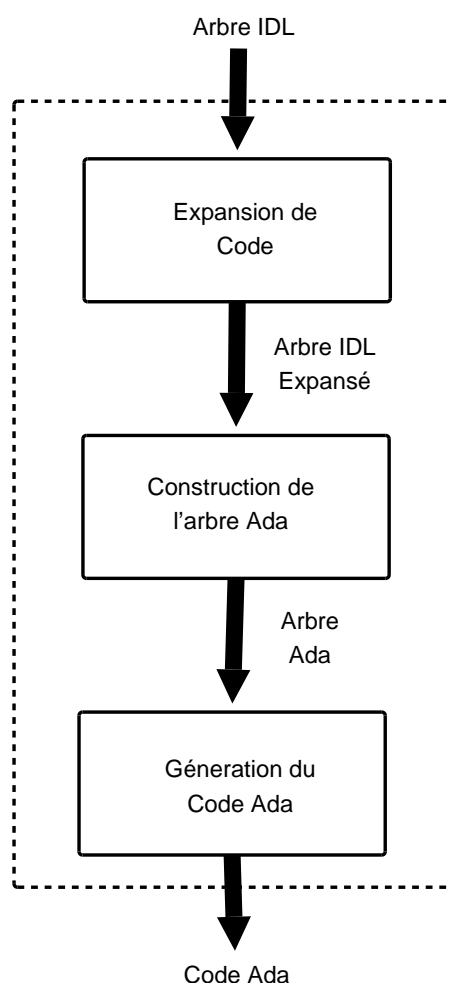 Arbre IDL
Expansion de
Code
Arbre IDL
Expansé
Construction de
l'arbre Ada
Arbre
Ada
Géneration du
Code Ada
Code Ada